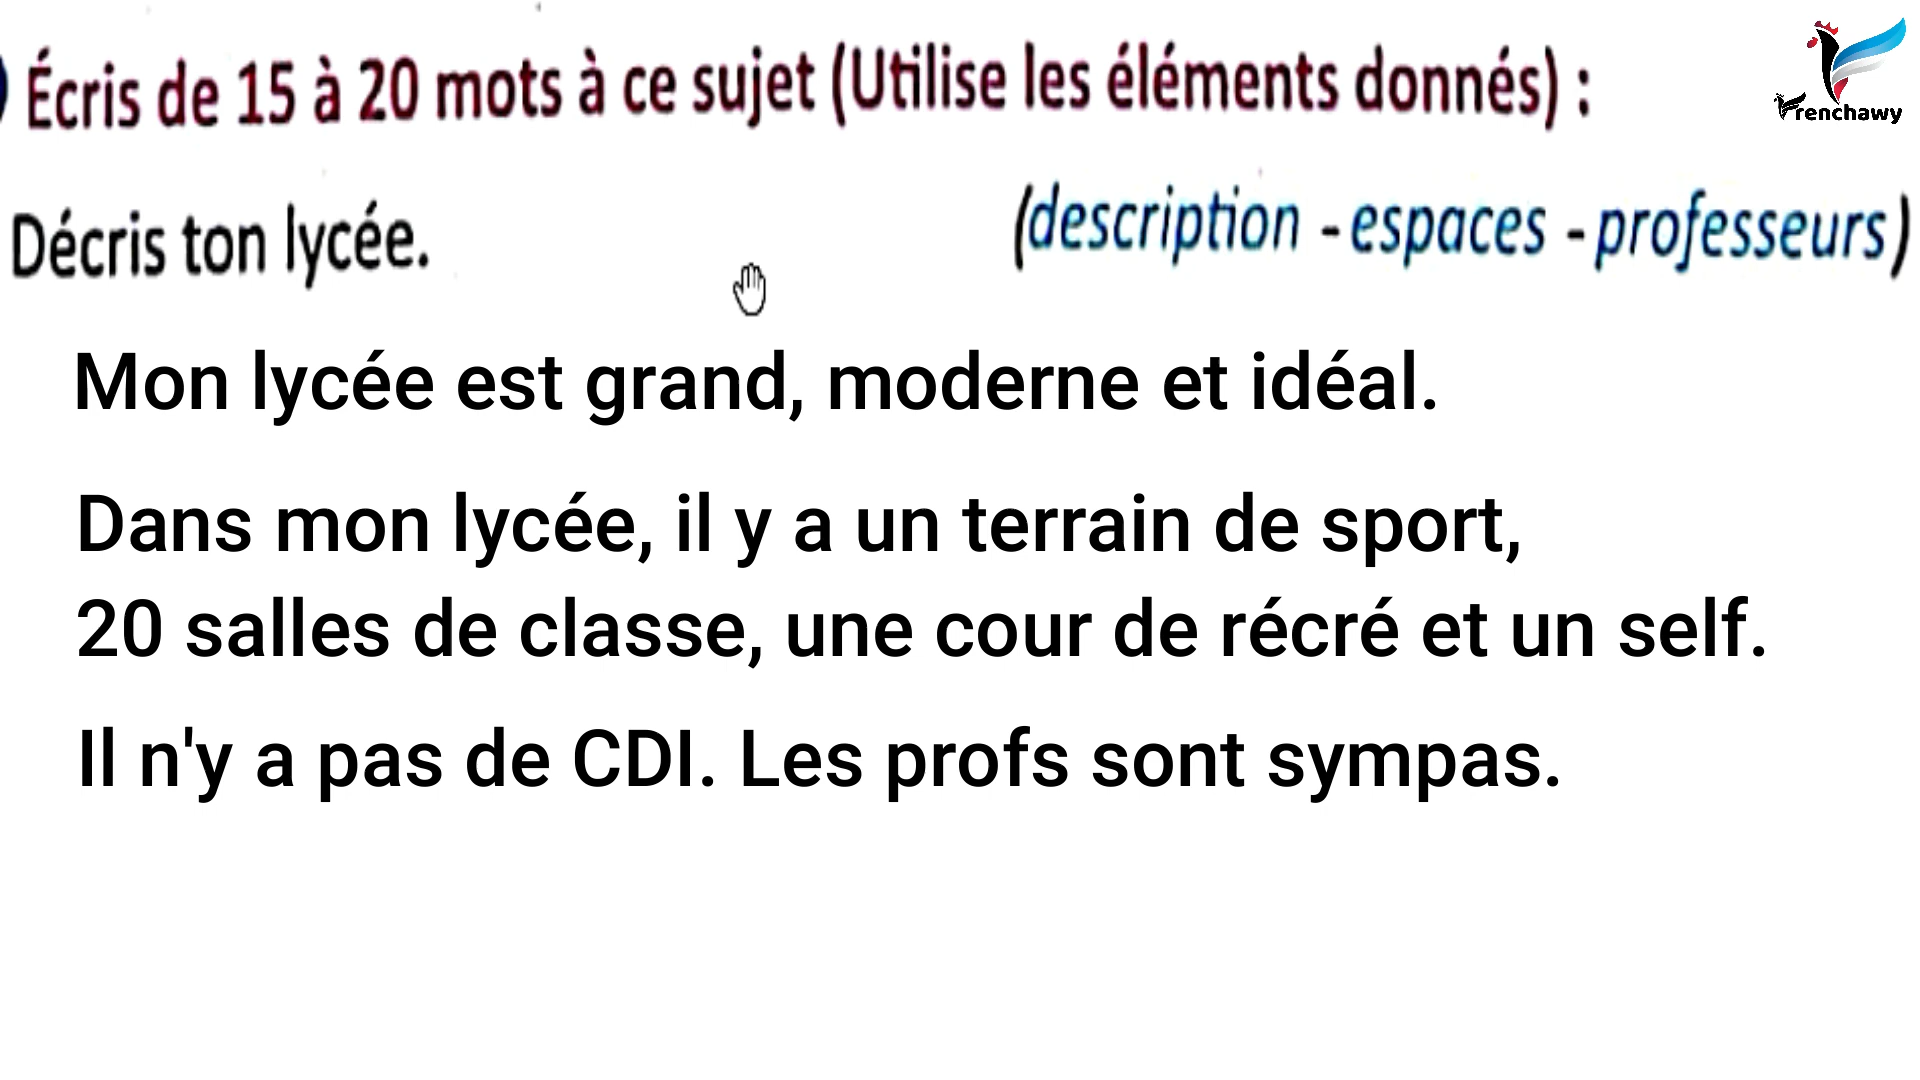 Écris de 15 à 20 mots à ce sujet (Utilise les éléments donnés) :
renchawy
Décris ton lycée. (description - espaces - professeurs)
Mon lycée est grand, moderne et idéal.
Dans mon lycée, il y a un terrain de sport,
20 salles de classe, une cour de récré et un self.
Il n'y a pas de CDI. Les profs sont sympas.